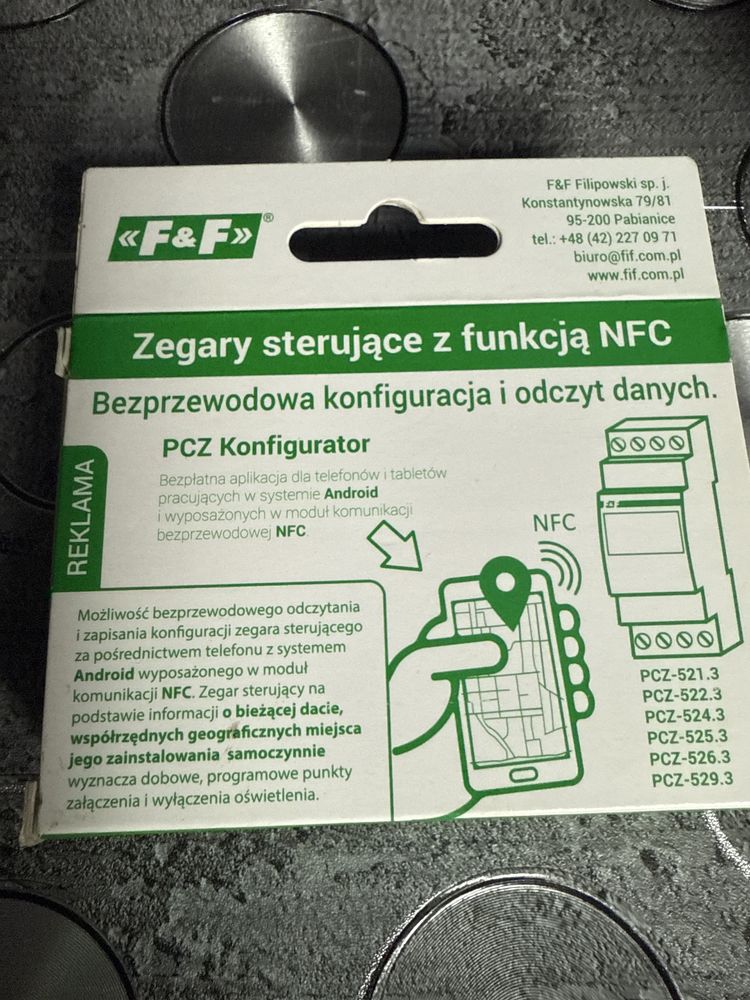 «F&F»®
F&F Filipowski sp. j.
Konstantynowska 79/81
95-200 Pabianice
tel.: +48 (42) 227 09 71
biuro@fif.com.pl
www.fif.com.pl
Zegary sterujące z funkcją NFC
Bezprzewodowa konfiguracja i odczyt danych.
REKLAMA
PCZ Konfigurator
Bezpłatna aplikacja dla telefonów i tabletów
pracujących w systemie Android
i wyposażonych w moduł komunikacji
bezprzewodowej NFC.
NFC
F&F
Możliwość bezprzewodowego odczytania
i zapisania konfiguracji zegara sterującego
za pośrednictwem telefonu z systemem
Android wyposażonego w moduł
komunikacji NFC. Zegar sterujący na
podstawie informacji o bieżącej dacie,
współrzędnych geograficznych miejsca
jego zainstalowania samoczynnie
wyznacza dobowe, programowe punkty
załączenia i wyłączenia oświetlenia.
PCZ-521.3
PCZ-522.3
PCZ-524.3
PCZ-525.3
PCZ-526.3
PCZ-529.3